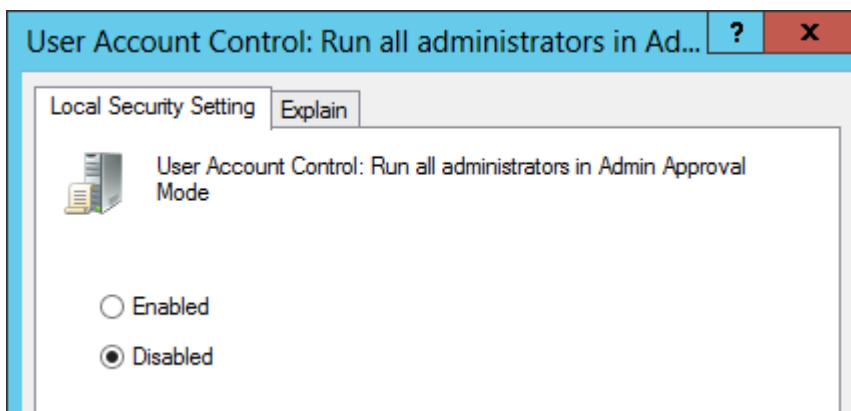 User Account Control: Run all administrators in Ad... ? x
Local Security Setting Explain
User Account Control: Run all administrators in Admin Approval
Mode
Enabled
Disabled